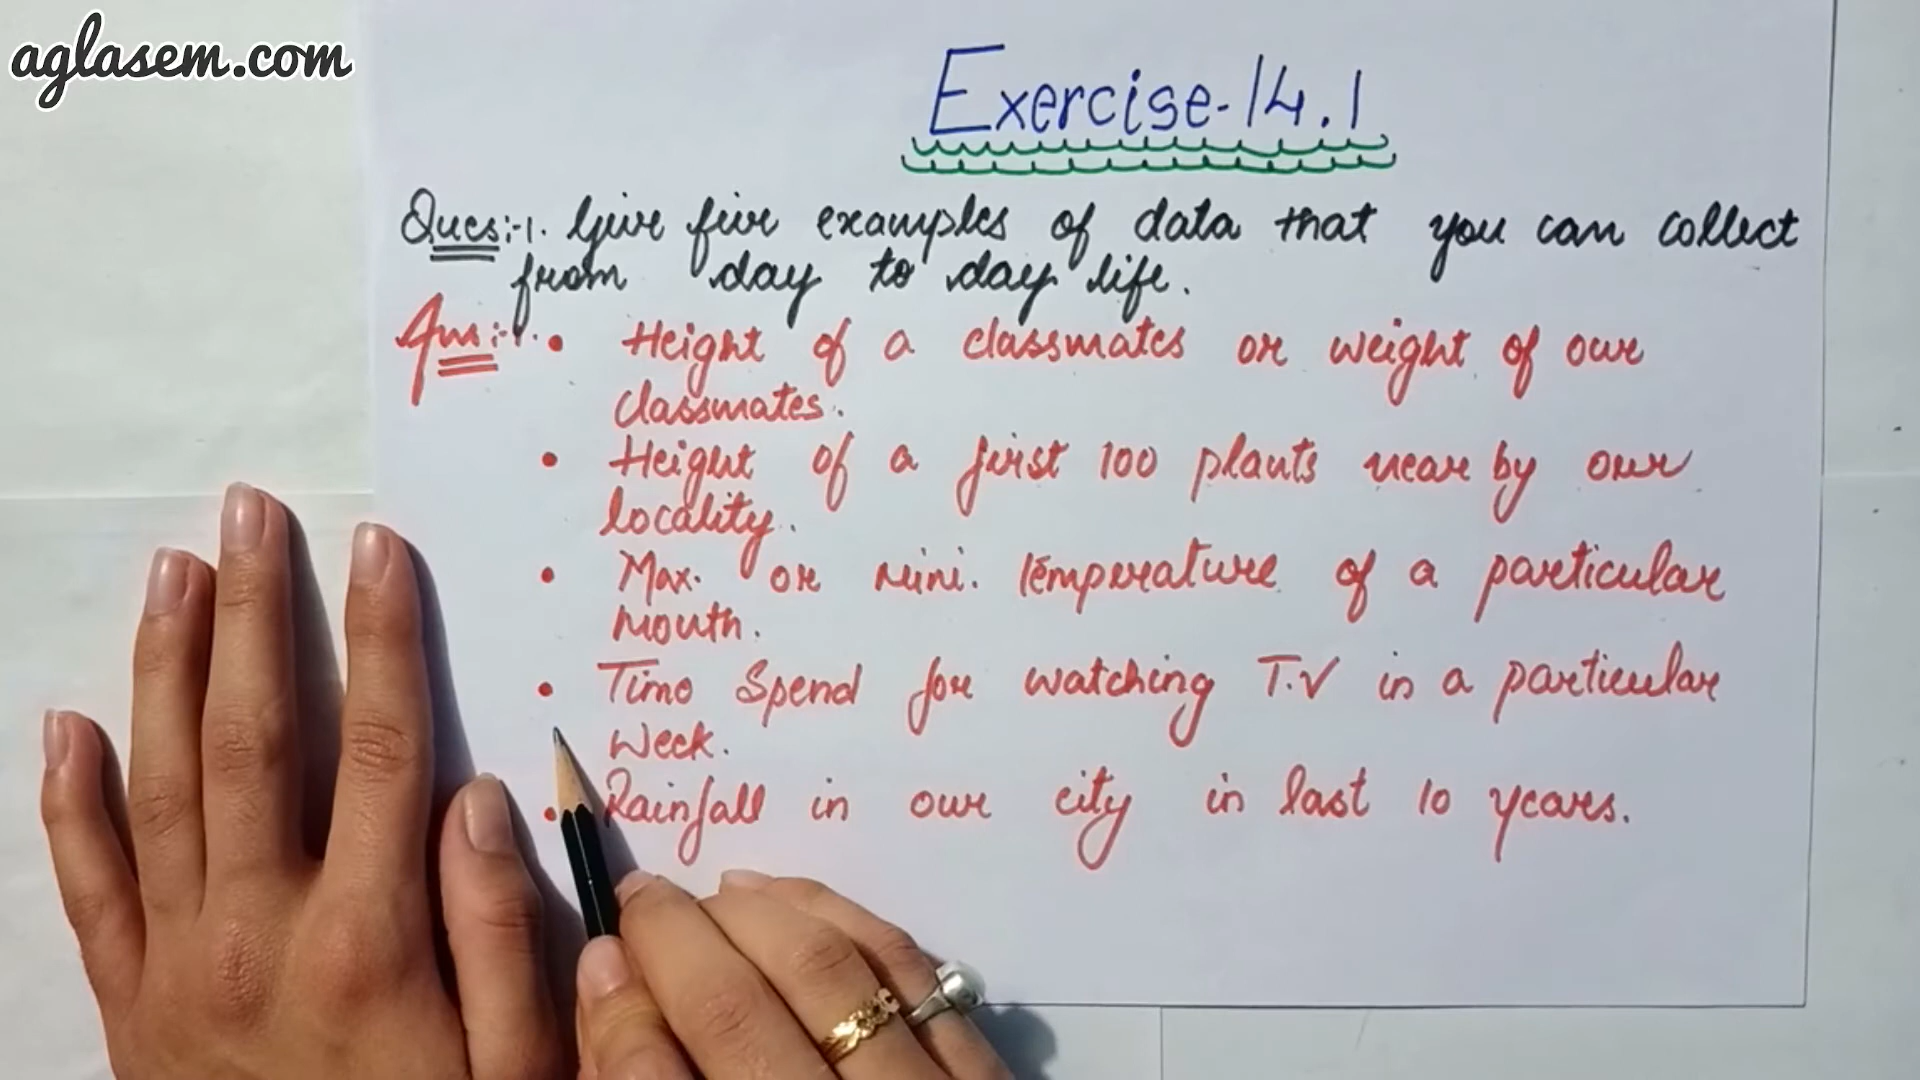 aglasem.com
Exercise-14.1
Ques:-1. Give five examples of data that you can collect
from day to day life.
Ans:-1. • Height of a classmates or weight of our
classmates.
• Height of a first 100 plants near by our
locality.
• Max. or mini. temperature of a particular
month.
• Time Spend for watching T.V in a particular
Week.
• Rainfall in our city in last 10 years.